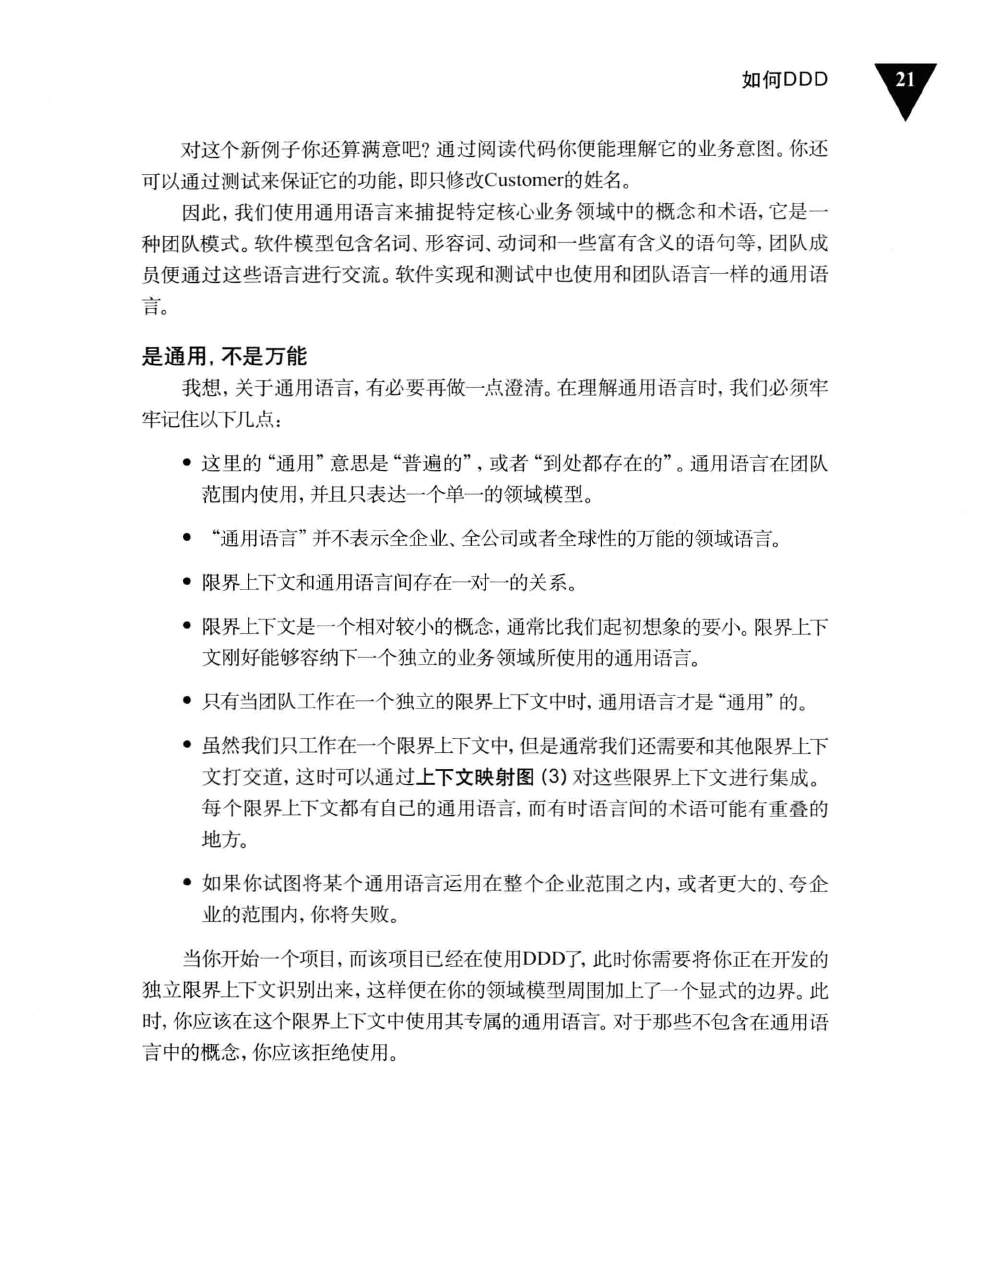 如何DDD
21
对这个新例子你还算满意吧？通过阅读代码你便能理解它的业务意图。你还
可以通过测试来保证它的功能，即只修改Customer的姓名。
因此，我们使用通用语言来捕捉特定核心业务领域中的概念和术语，它是一
种团队模式。软件模型包含名词、形容词、动词和一些富有含义的语句等，团队成
员便通过这些语言进行交流。软件实现和测试中也使用和团队语言一样的通用语
言。
是通用，不是万能
我想，关于通用语言，有必要再做一点澄清。在理解通用语言时，我们必须牢
牢记住以下几点：
• 这里的“通用”意思是“普遍的”，或者“到处都存在的”。通用语言在团队
范围内使用，并且只表达一个单一的领域模型。
• “通用语言”并不表示全企业、全公司或者全球性的万能的领域语言。
• 限界上下文和通用语言间存在一对一的关系。
• 限界上下文是一个相对较小的概念，通常比我们起初想象的要小。限界上下
文刚好能够容纳下一个独立的业务领域所使用的通用语言。
• 只有当团队工作在一个独立的限界上下文中时，通用语言才是“通用”的。
• 虽然我们只工作在一个限界上下文中，但是通常我们还需要和其他限界上下
文打交道，这时可以通过上下文映射图（3）对这些限界上下文进行集成。
每个限界上下文都有自己的通用语言，而有时语言间的术语可能有重叠的
地方。
• 如果你试图将某个通用语言运用在整个企业范围之内，或者更大的、夸企
业的范围内，你将失败。
当你开始一个项目，而该项目已经在使用DDD了，此时你需要将你正在开发的
独立限界上下文识别出来，这样便在你的领域模型周围加上了一个显式的边界。此
时，你应该在这个限界上下文中使用其专属的通用语言。对于那些不包含在通用语
言中的概念，你应该拒绝使用。